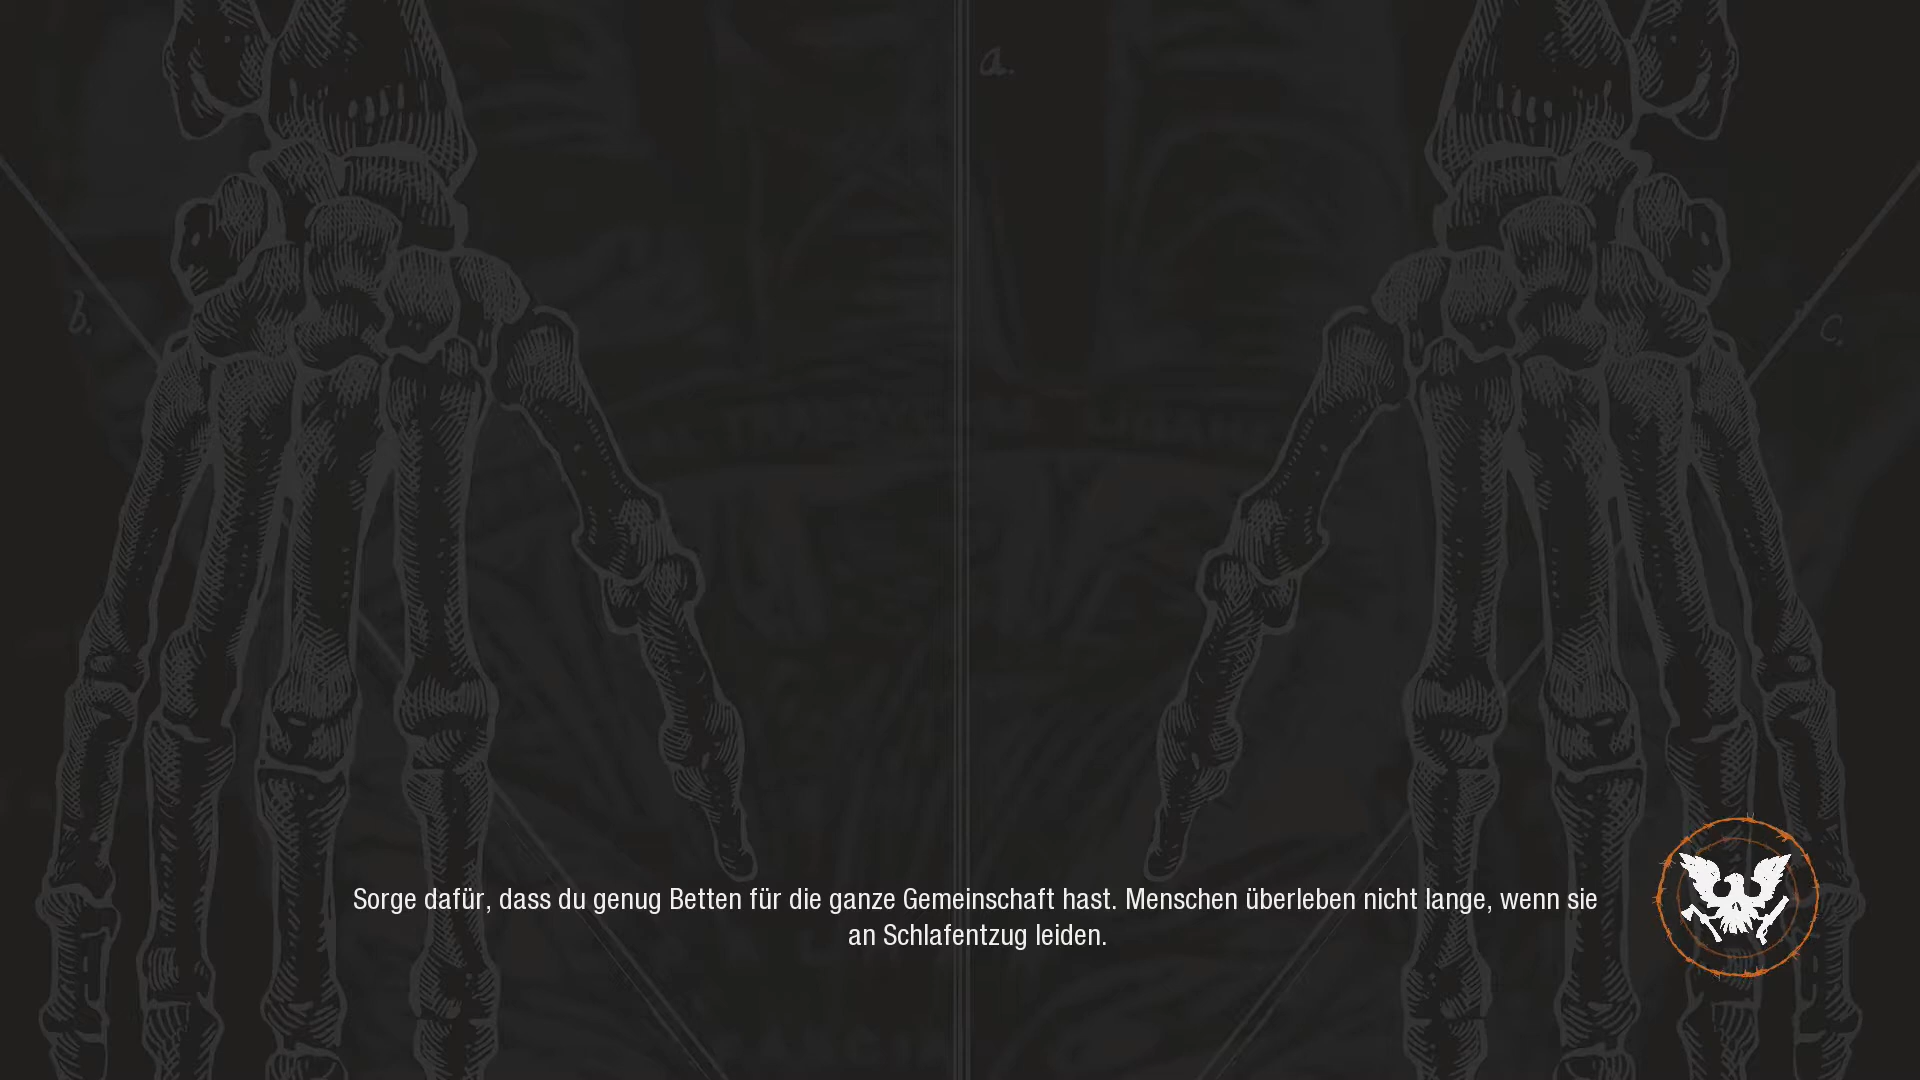 a.
b.
c.
Sorge dafür, dass du genug Betten für die ganze Gemeinschaft hast. Menschen überleben nicht lange, wenn sie
an Schlafentzug leiden.